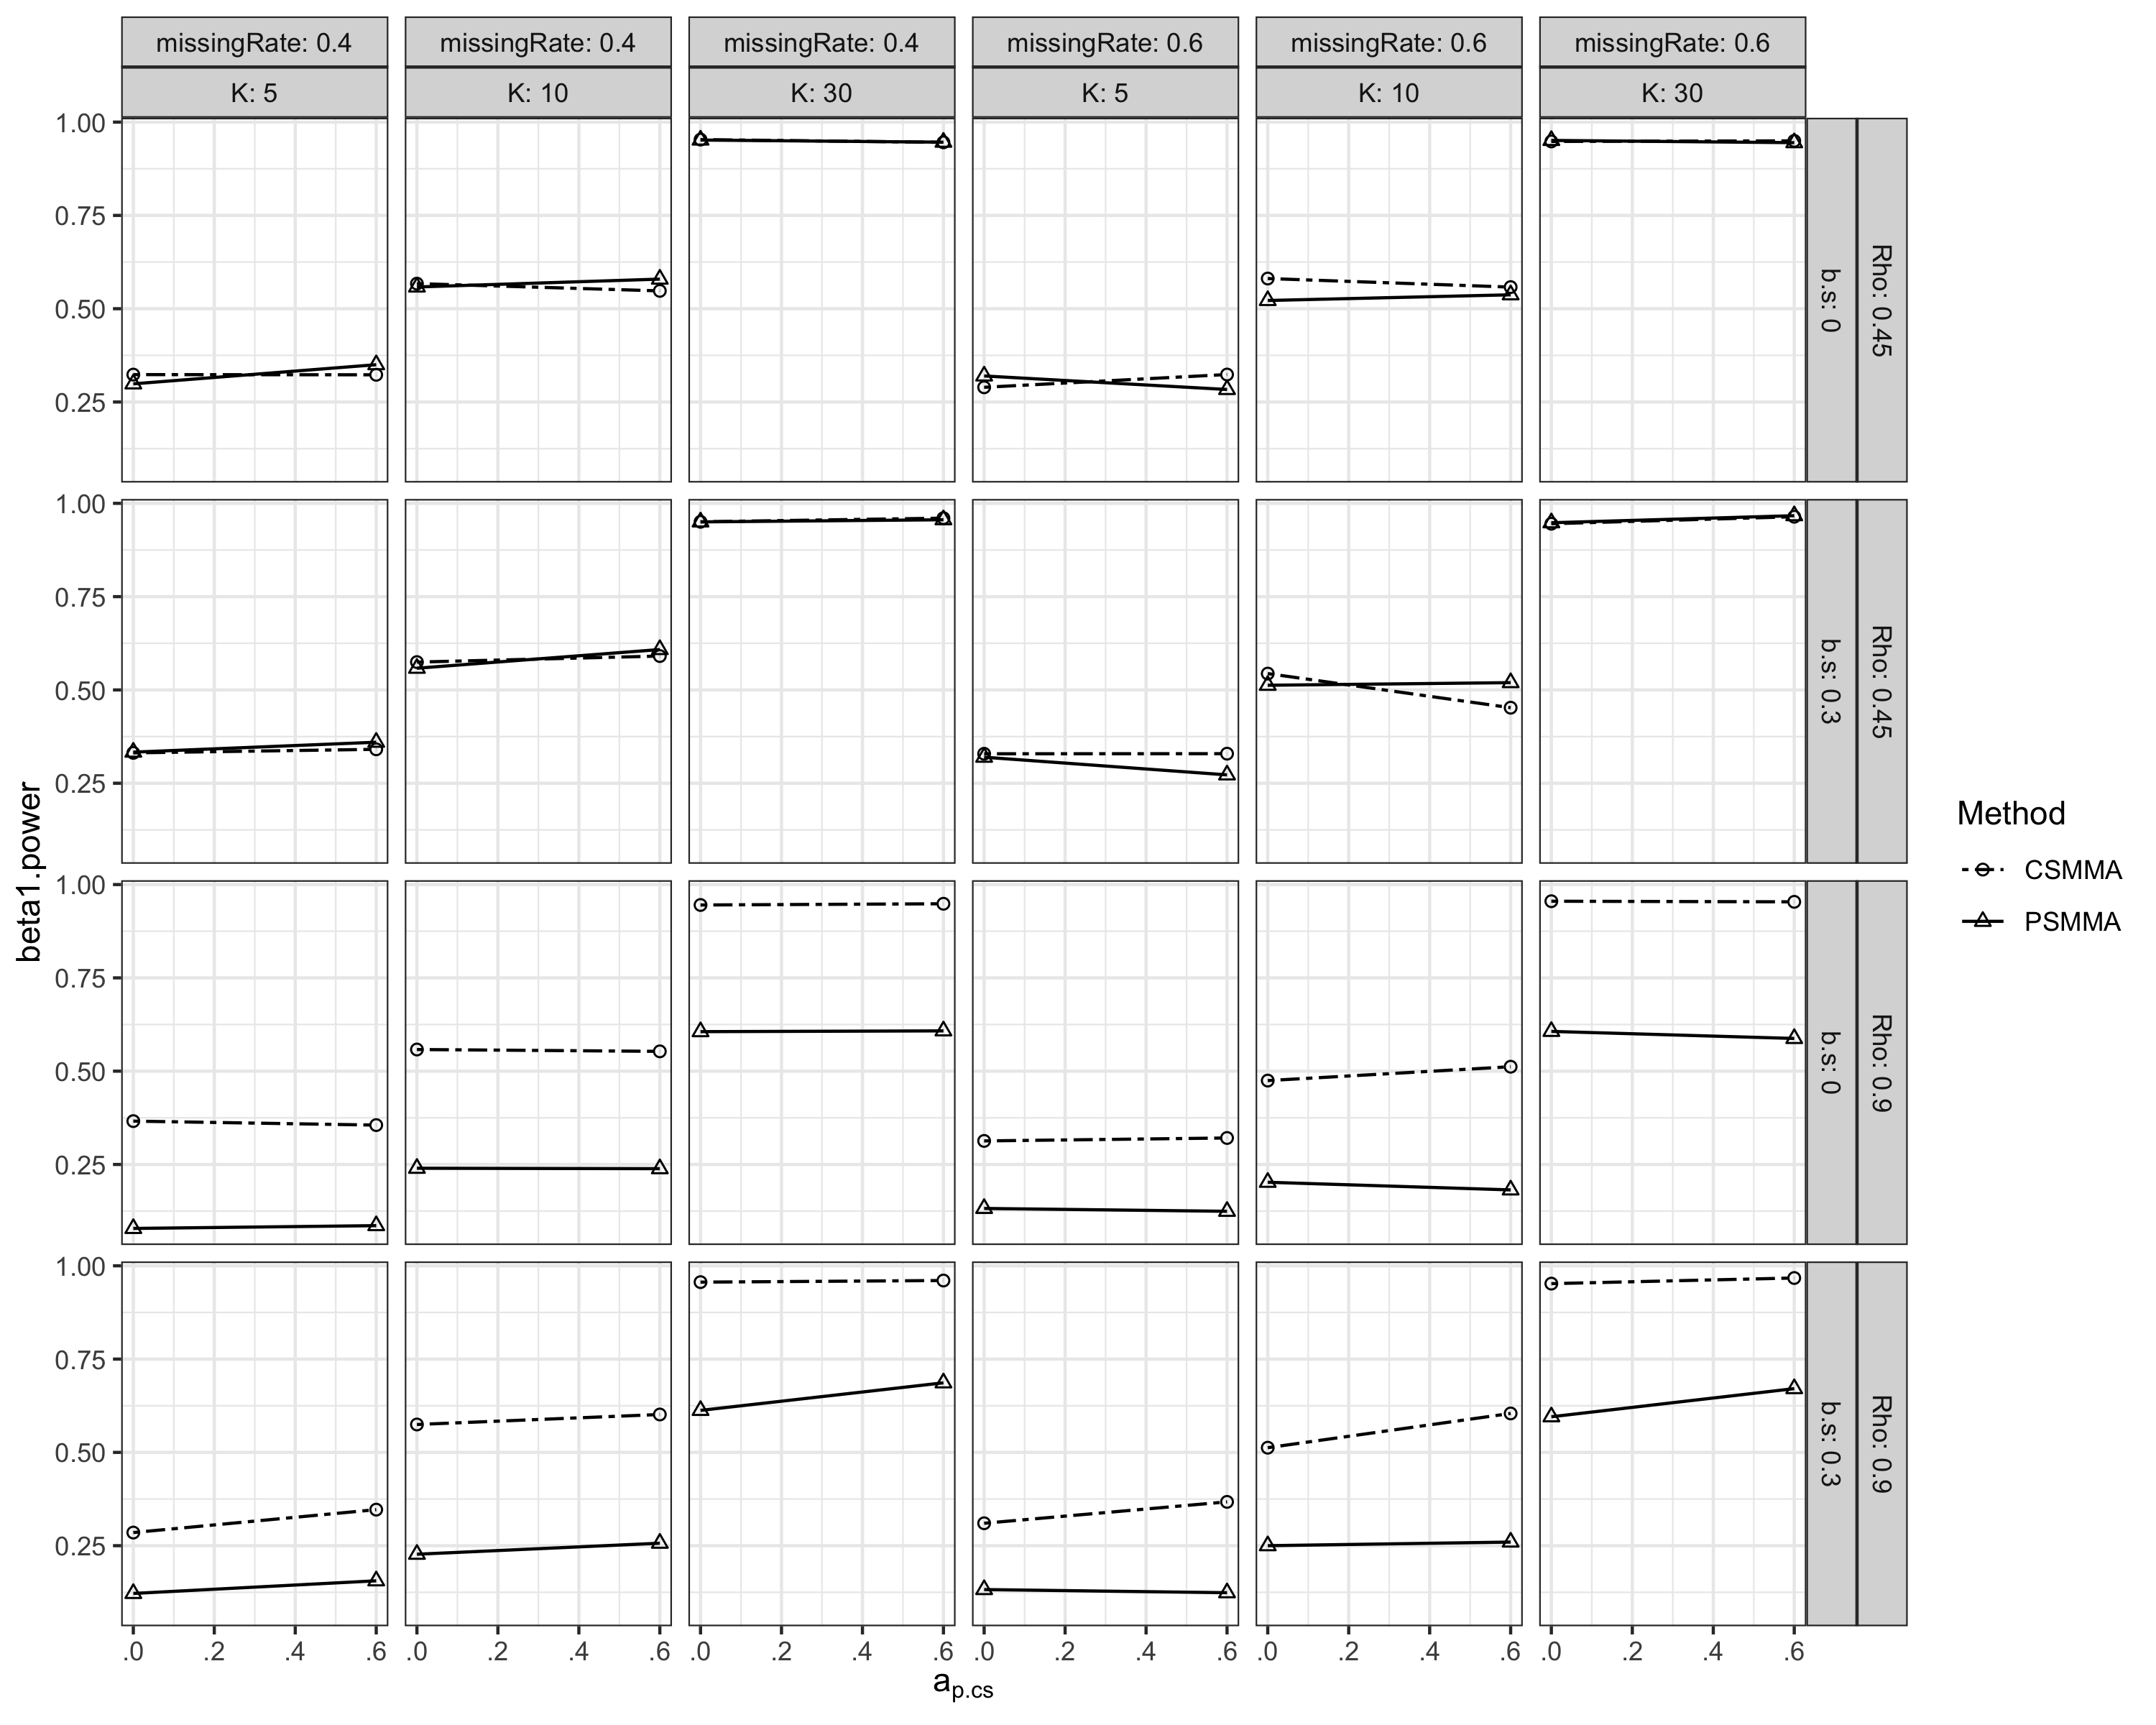 missingRate: 0.4 missingRate: 0.4 missingRate: 0.4 missingRate: 0.6 missingRate: 0.6 missingRate: 0.6
K: 5 K: 10 K: 30 K: 5 K: 10 K: 30
1.00
0.75
0.50
0.25
b.s: 0
Rho: 0.45
1.00
0.75
0.50
0.25
b.s: 0.3
Rho: 0.45
1.00
0.75
0.50
0.25
b.s: 0
Rho: 0.9
1.00
0.75
0.50
0.25
b.s: 0.3
Rho: 0.9
.0 .2 .4 .6 .0 .2 .4 .6 .0 .2 .4 .6 .0 .2 .4 .6 .0 .2 .4 .6 .0 .2 .4 .6
a p.cs
beta1.power
Method
CSMMA
PSMMA